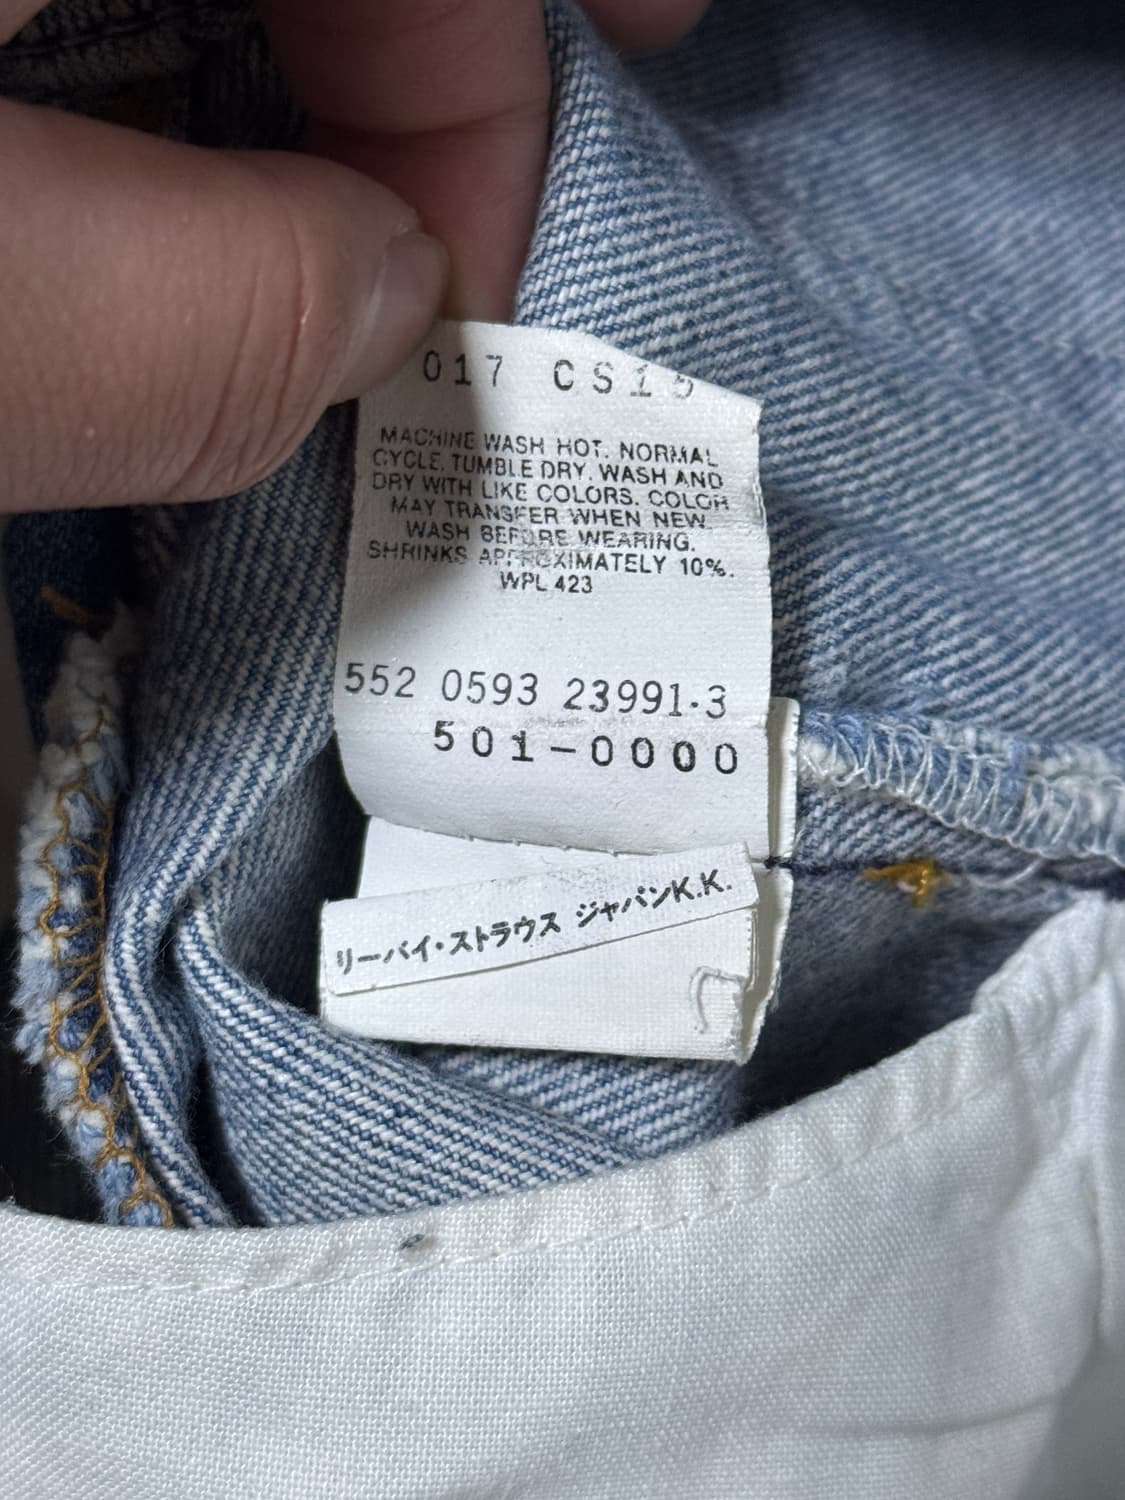 017 CS15
MACHINE WASH HOT. NORMAL
CYCLE. TUMBLE DRY. WASH AND
DRY WITH LIKE COLORS. COLOR
MAY TRANSFER WHEN NEW.
WASH BEFORE WEARING.
SHRINKS APPROXIMATELY 10%.
WPL 423
552 0593 23991·3
501-0000
リーバイ・ストラウス ジャパンK.K.